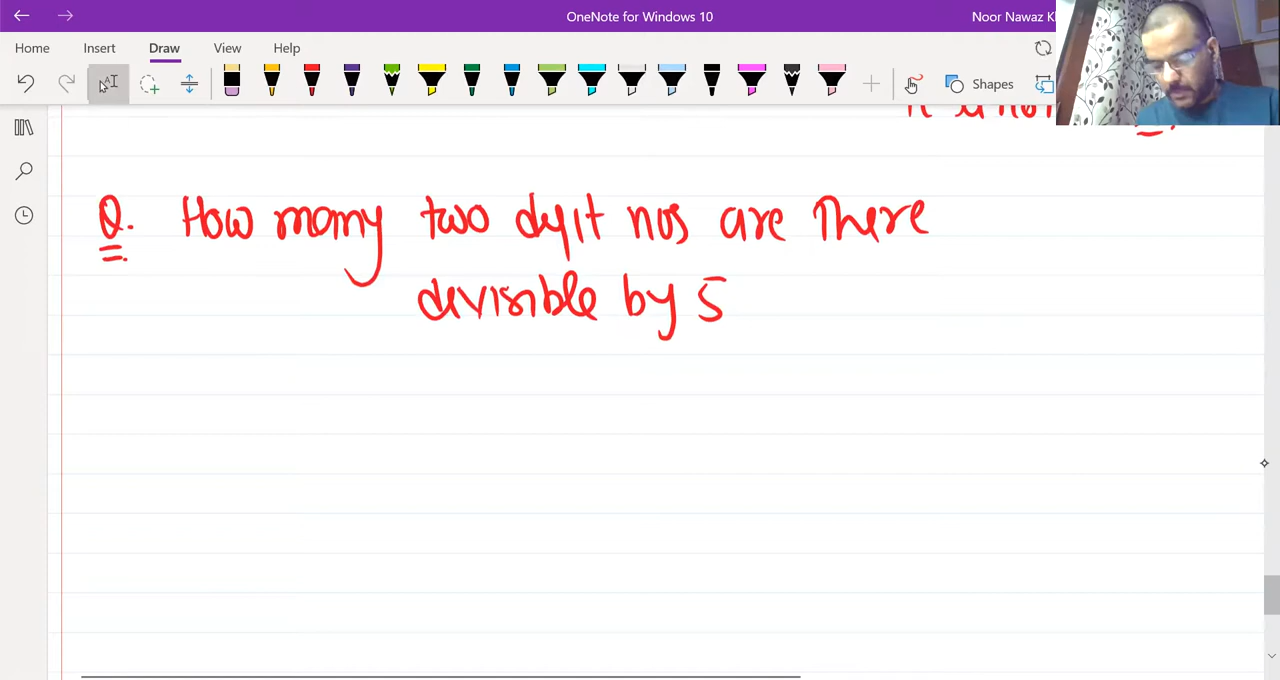 OneNote for Windows 10
Noor Nawaz
Home Insert Draw View Help
Shapes
Q. How many two digit nos are there
divisible by 5